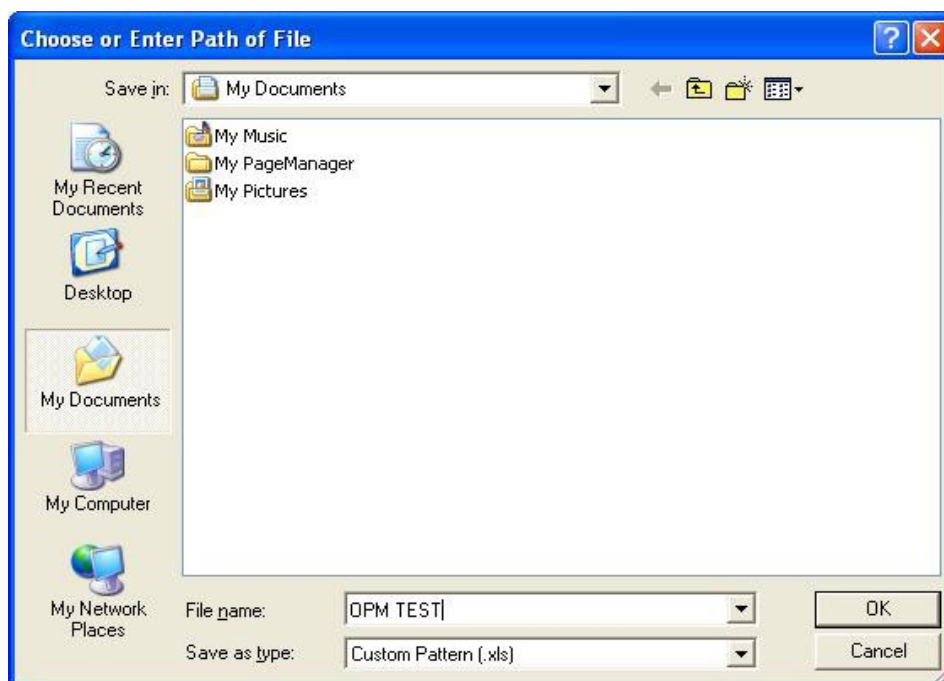 Choose or Enter Path of File
Save in:
My Documents
My Music
My PageManager
My Pictures
My Recent
Documents
Desktop
My Documents
My Computer
My Network
Places
File name:
OPM TEST
OK
Save as type:
Custom Pattern (.xls)
Cancel